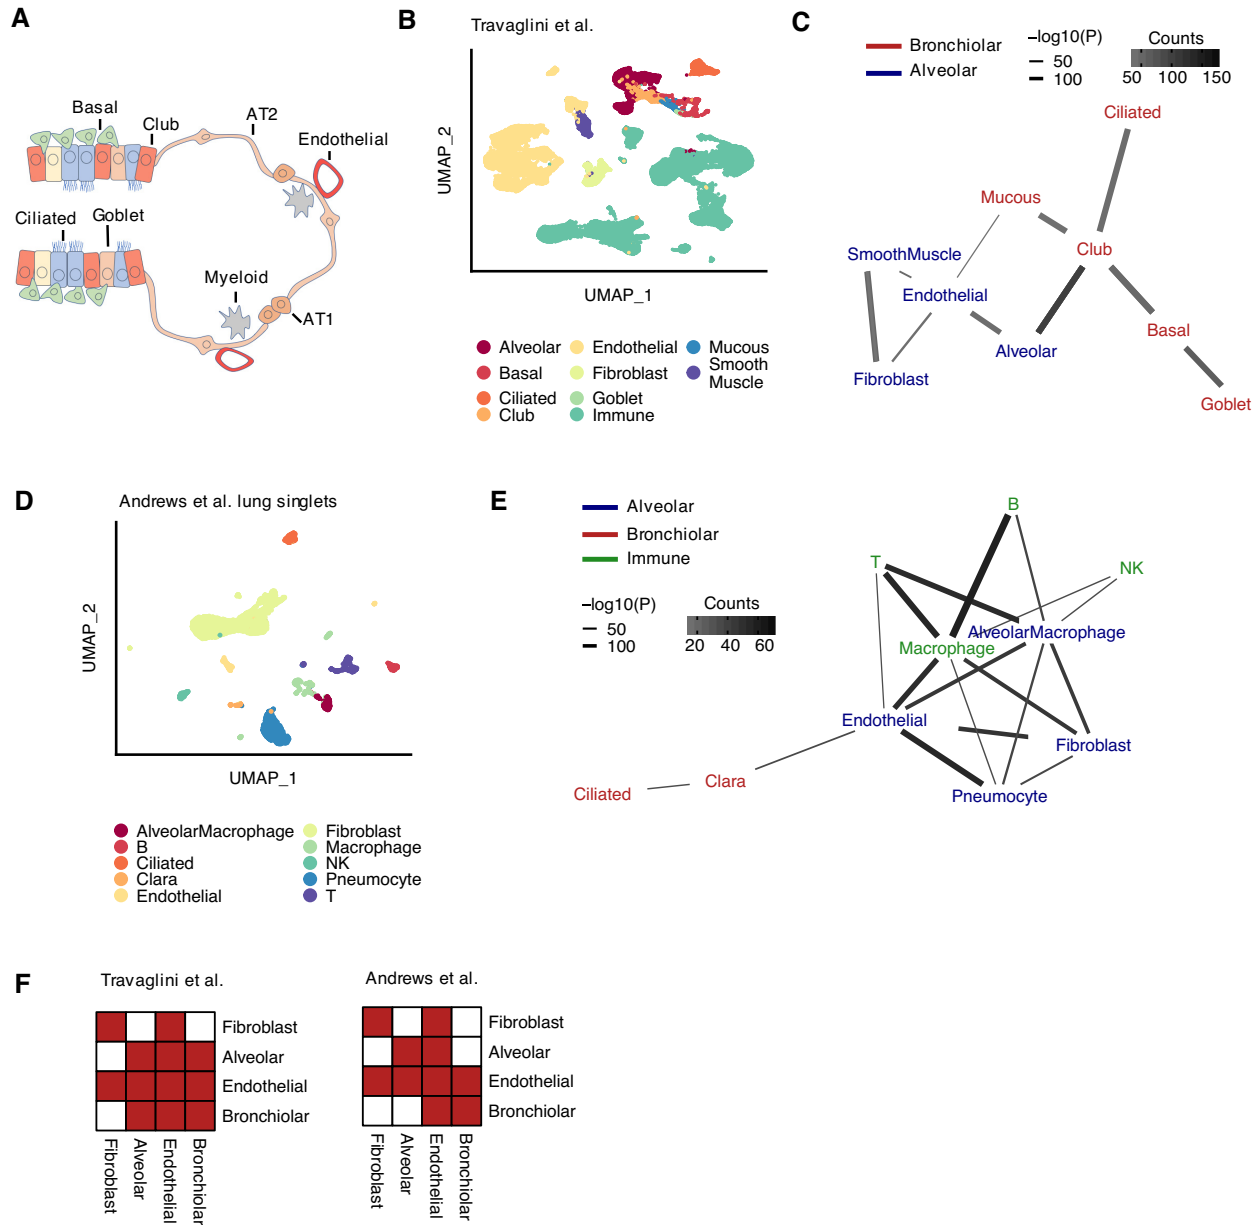 A
Basal
Club
AT2
Endothelial
Ciliated
Goblet
Myeloid
AT1
B
Travaglini et al.
UMAP_2
UMAP_1
Alveolar
Basal
Ciliated
Club
Endothelial
Fibroblast
Goblet
Immune
Mucous
Smooth
Muscle
C
Bronchiolar
Alveolar
−log10(P)
50
100
Counts
50 100 150
Ciliated
Mucous
Club
SmoothMuscle
Endothelial
Basal
Alveolar
Fibroblast
Goblet
D
Andrews et al. lung singlets
UMAP_2
UMAP_1
AlveolarMacrophage
B
Ciliated
Clara
Endothelial
Fibroblast
Macrophage
NK
Pneumocyte
T
E
Alveolar
Bronchiolar
Immune
−log10(P)
50
100
Counts
20 40 60
B
T
NK
AlveolarMacrophage
Macrophage
Endothelial
Fibroblast
Clara
Ciliated
Pneumocyte
F
Travaglini et al.
Fibroblast
Alveolar
Endothelial
Bronchiolar
Fibroblast
Alveolar
Endothelial
Bronchiolar
Andrews et al.
Fibroblast
Alveolar
Endothelial
Bronchiolar
Fibroblast
Alveolar
Endothelial
Bronchiolar